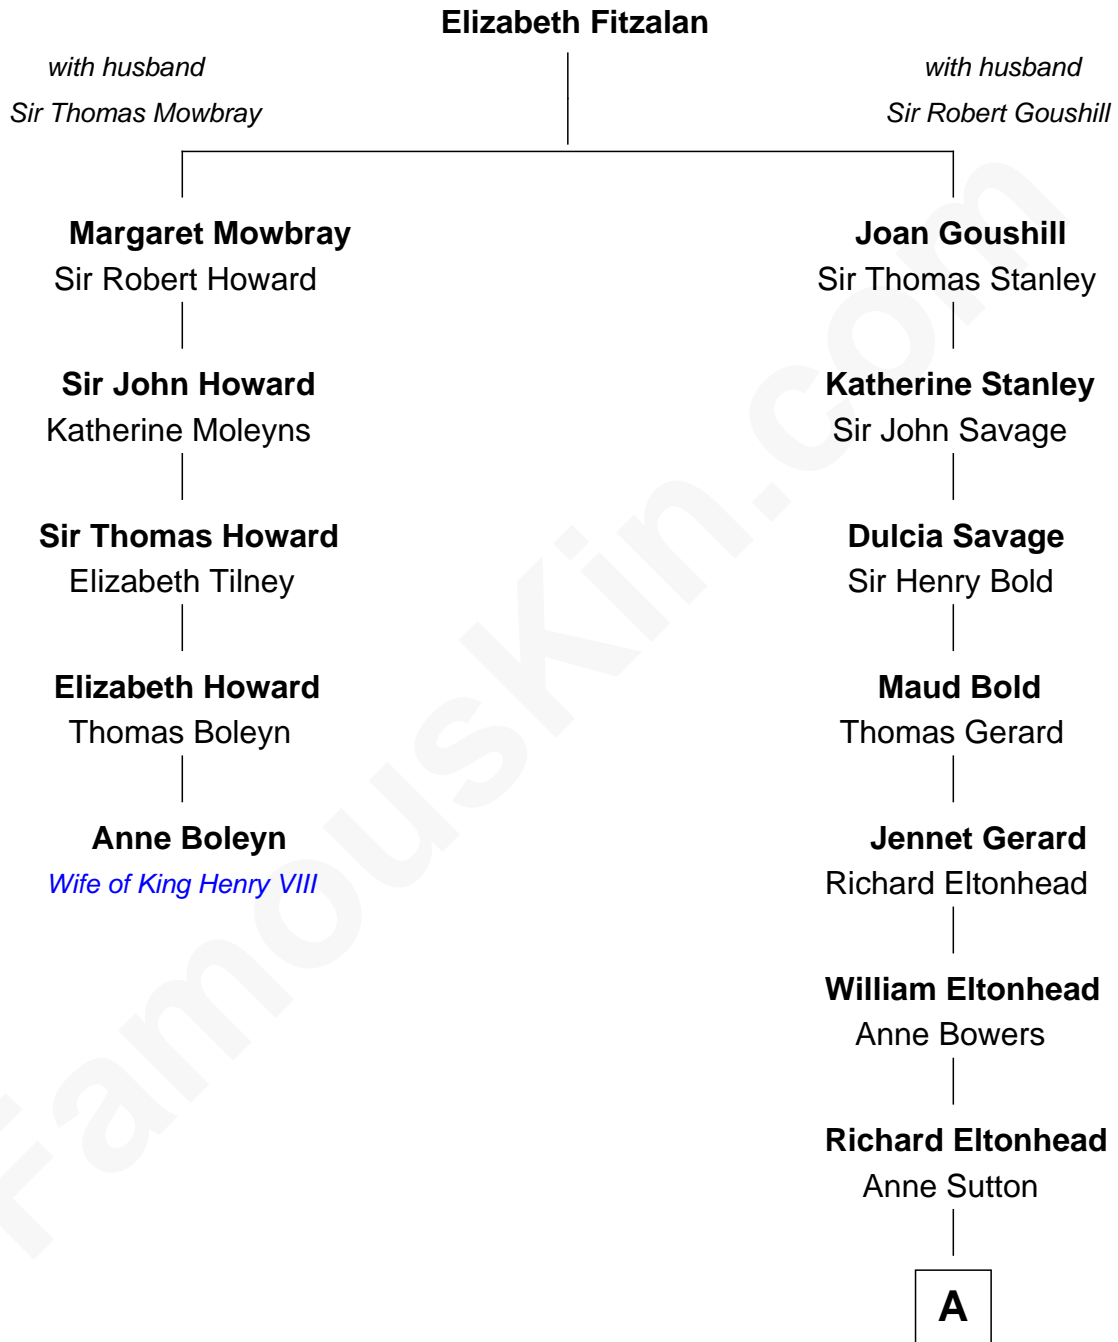 Elizabeth Fitzalan
with husband
Sir Thomas Mowbray
with husband
Sir Robert Goushill
Margaret Mowbray
Sir Robert Howard
Sir John Howard
Katherine Moleyns
Sir Thomas Howard
Elizabeth Tilney
Elizabeth Howard
Thomas Boleyn
Anne Boleyn
Wife of King Henry VIII
Joan Goushill
Sir Thomas Stanley
Katherine Stanley
Sir John Savage
Dulcia Savage
Sir Henry Bold
Maud Bold
Thomas Gerard
Jennet Gerard
Richard Eltonhead
William Eltonhead
Anne Bowers
Richard Eltonhead
Anne Sutton
A
FamousKin.com